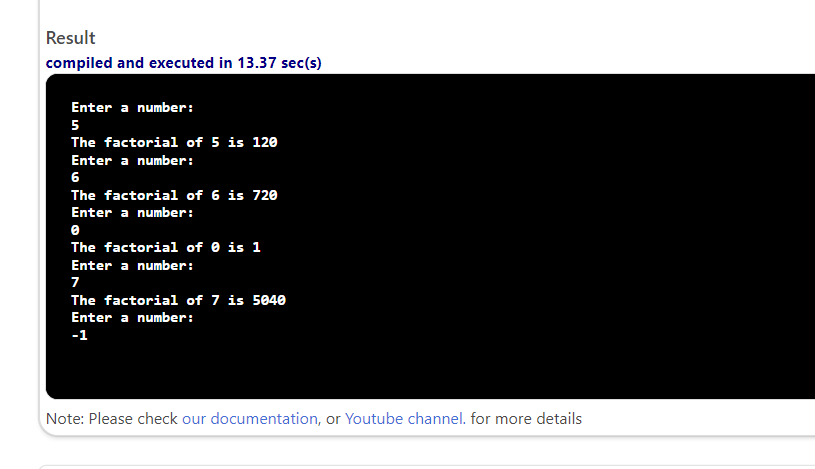 Result
compiled and executed in 13.37 sec(s)
Enter a number:
5
The factorial of 5 is 120
Enter a number:
6
The factorial of 6 is 720
Enter a number:
0
The factorial of 0 is 1
Enter a number:
7
The factorial of 7 is 5040
Enter a number:
-1
Note: Please check our documentation, or Youtube channel. for more details